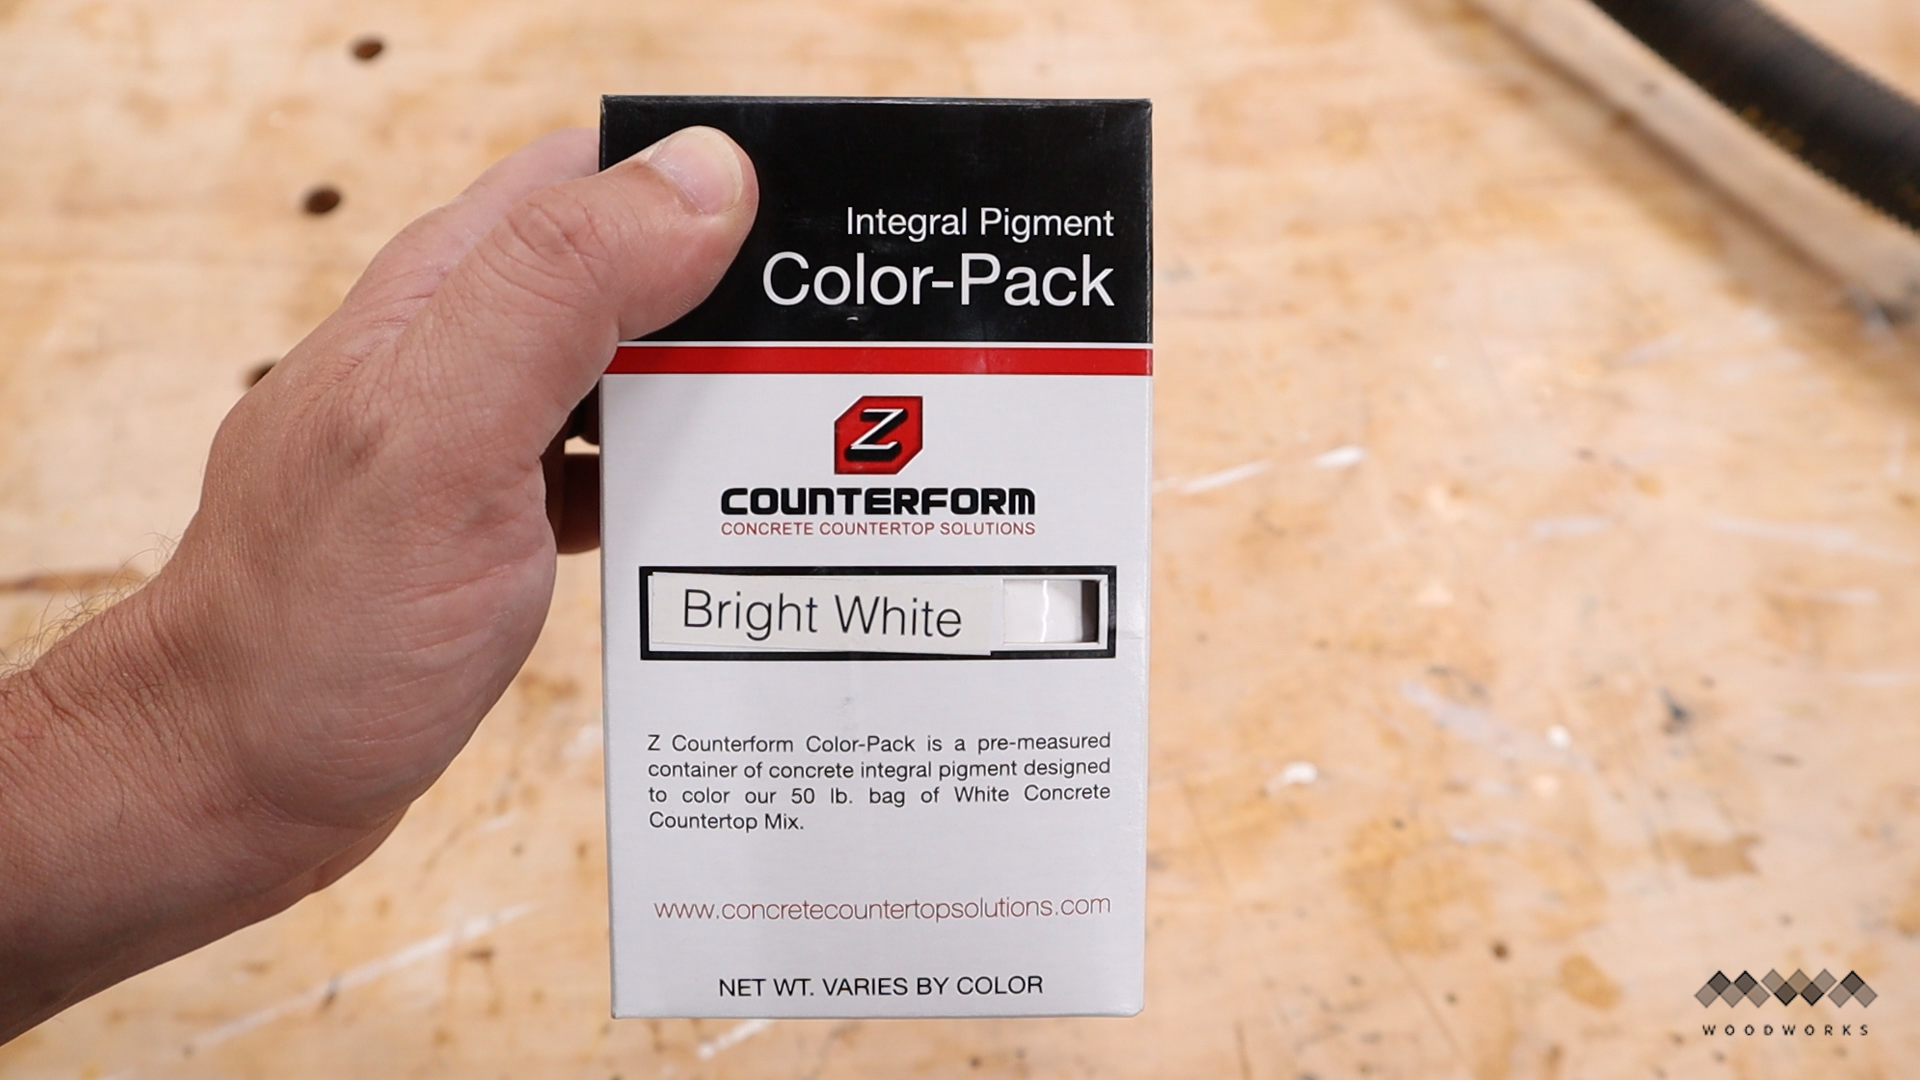 Integral Pigment
Color-Pack
Z
COUNTERFORM
CONCRETE COUNTERTOP SOLUTIONS
Bright White
Z Counterform Color-Pack is a pre-measured
container of concrete integral pigment designed
to color our 50 lb. bag of White Concrete
Countertop Mix.
www.concretecountertopsolutions.com
NET WT. VARIES BY COLOR
WOODWORKS